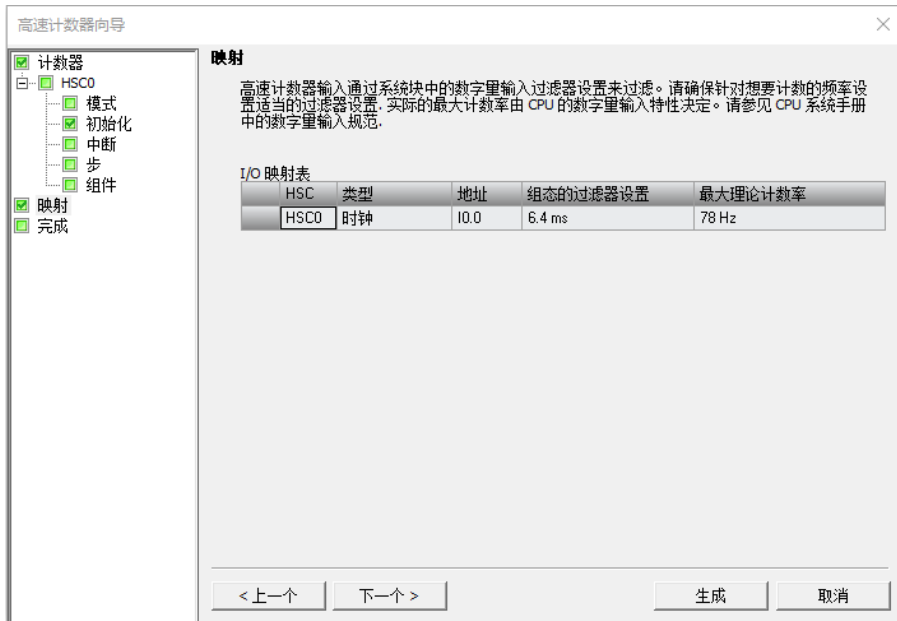 高速计数器向导
计数器
HSC0
模式
初始化
中断
步
组件
映射
完成
映射
高速计数器输入通过系统块中的数字量输入过滤器设置来过滤。请确保针对想要计数的频率设
置适当的过滤器设置. 实际的最大计数率由 CPU 的数字量输入特性决定。请参见 CPU 系统手册
中的数字量输入规范.
I/O 映射表
HSC 类型 地址 组态的过滤器设置 最大理论计数率
HSC0 时钟 I0.0 6.4 ms 78 Hz
< 上一个 下一个 > 生成 取消